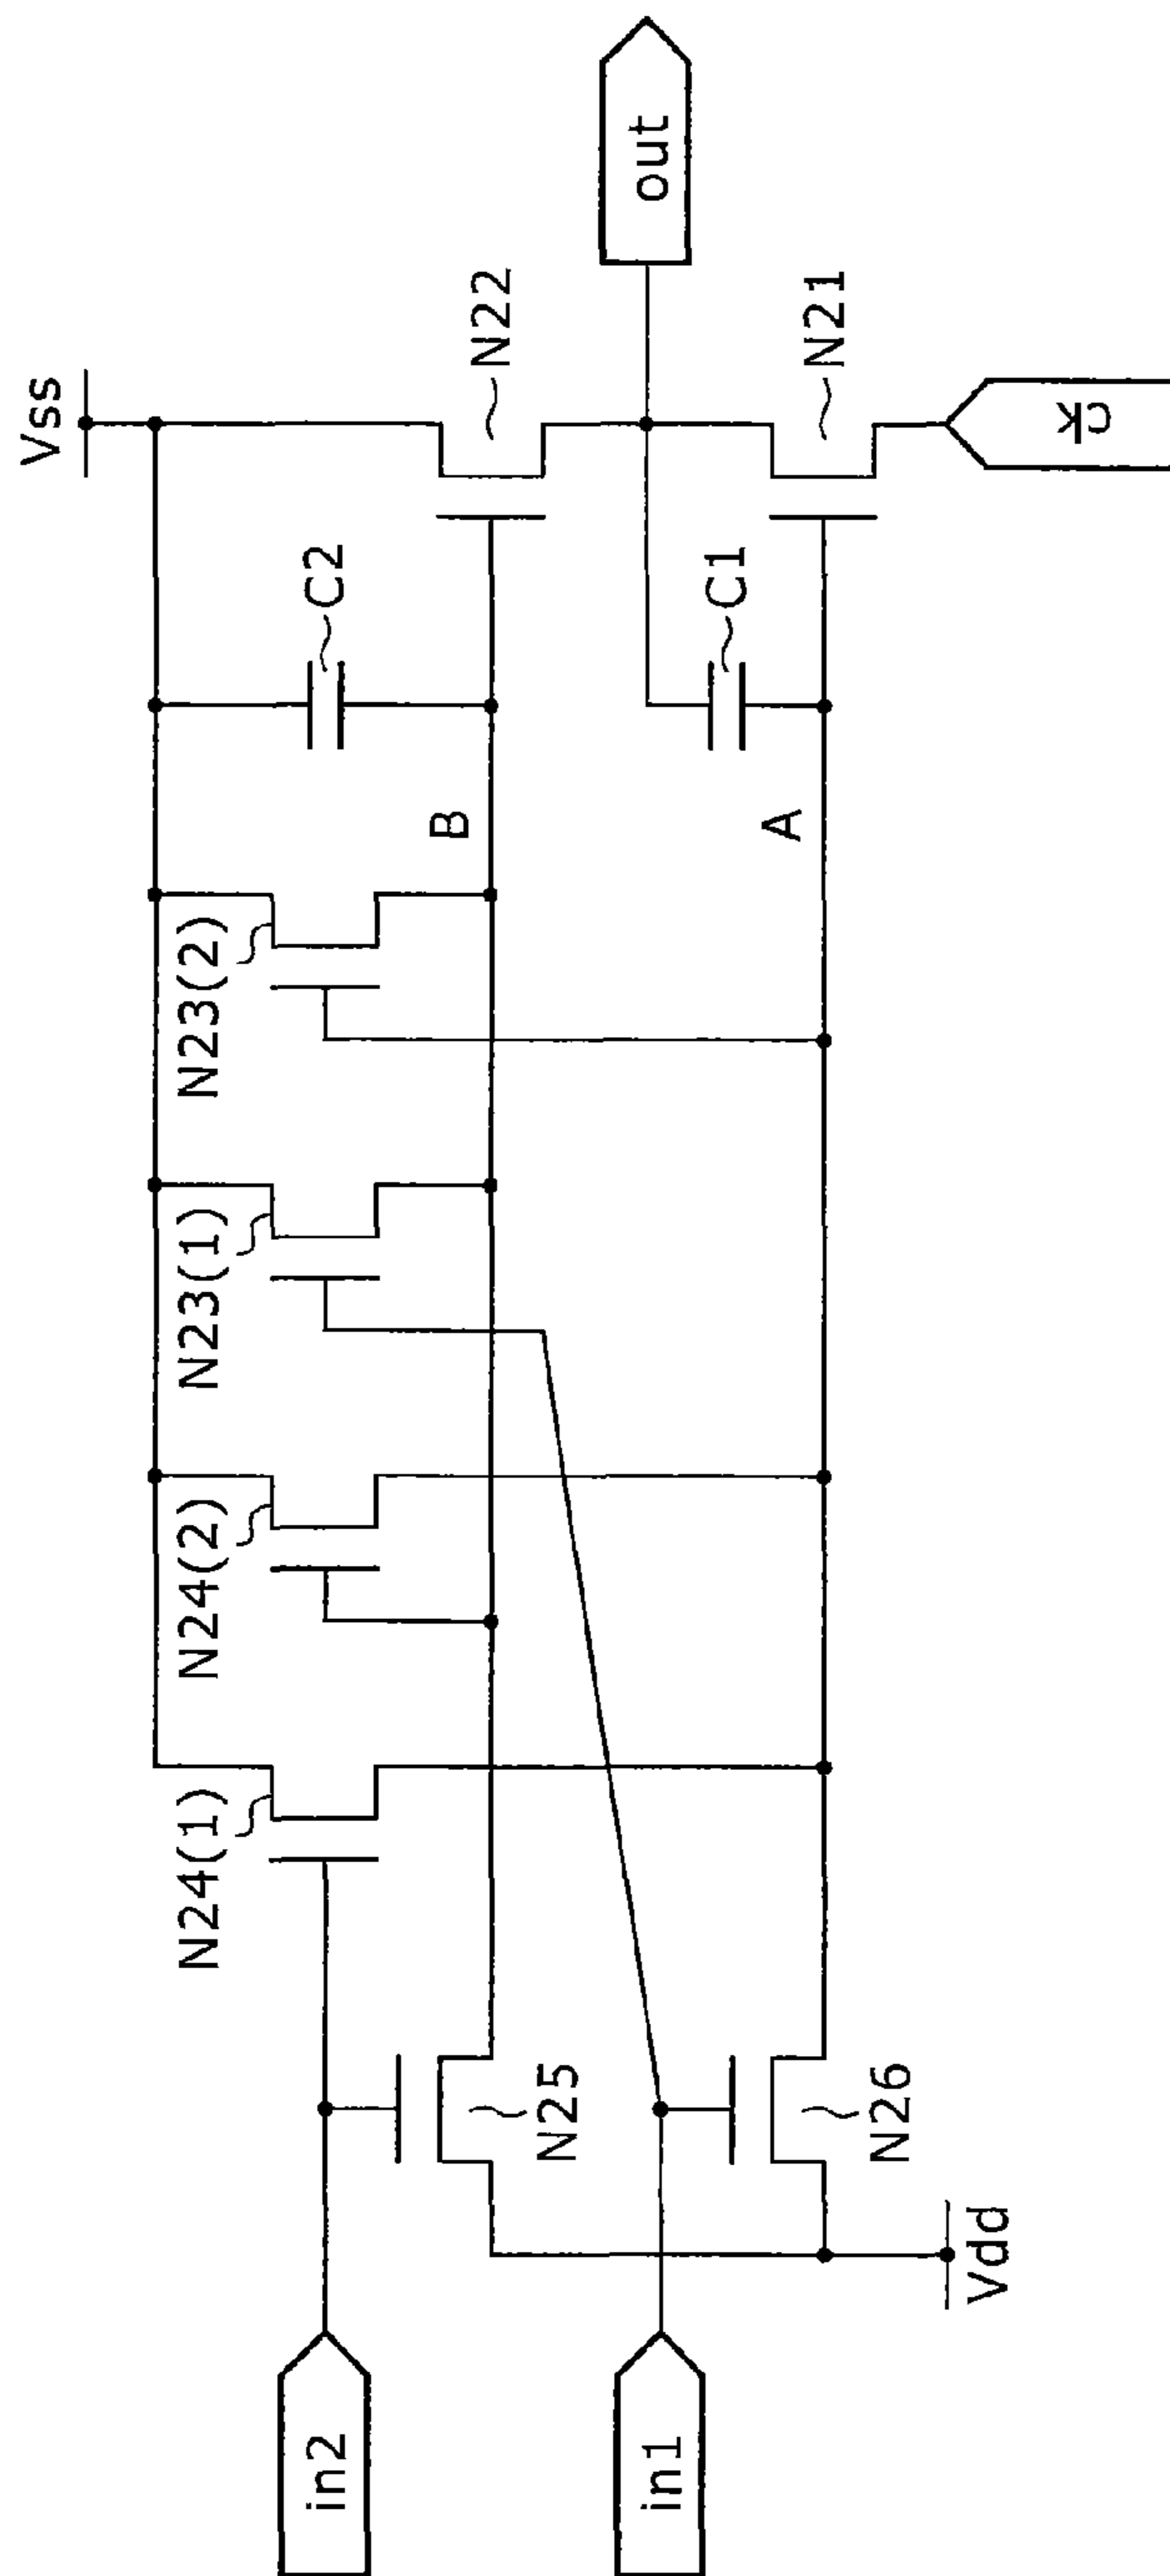 Vss
out
N22
N21
ck
C2
C1
B
A
N23(2)
N23(1)
N24(2)
N24(1)
N25
N26
Vdd
in2
in1